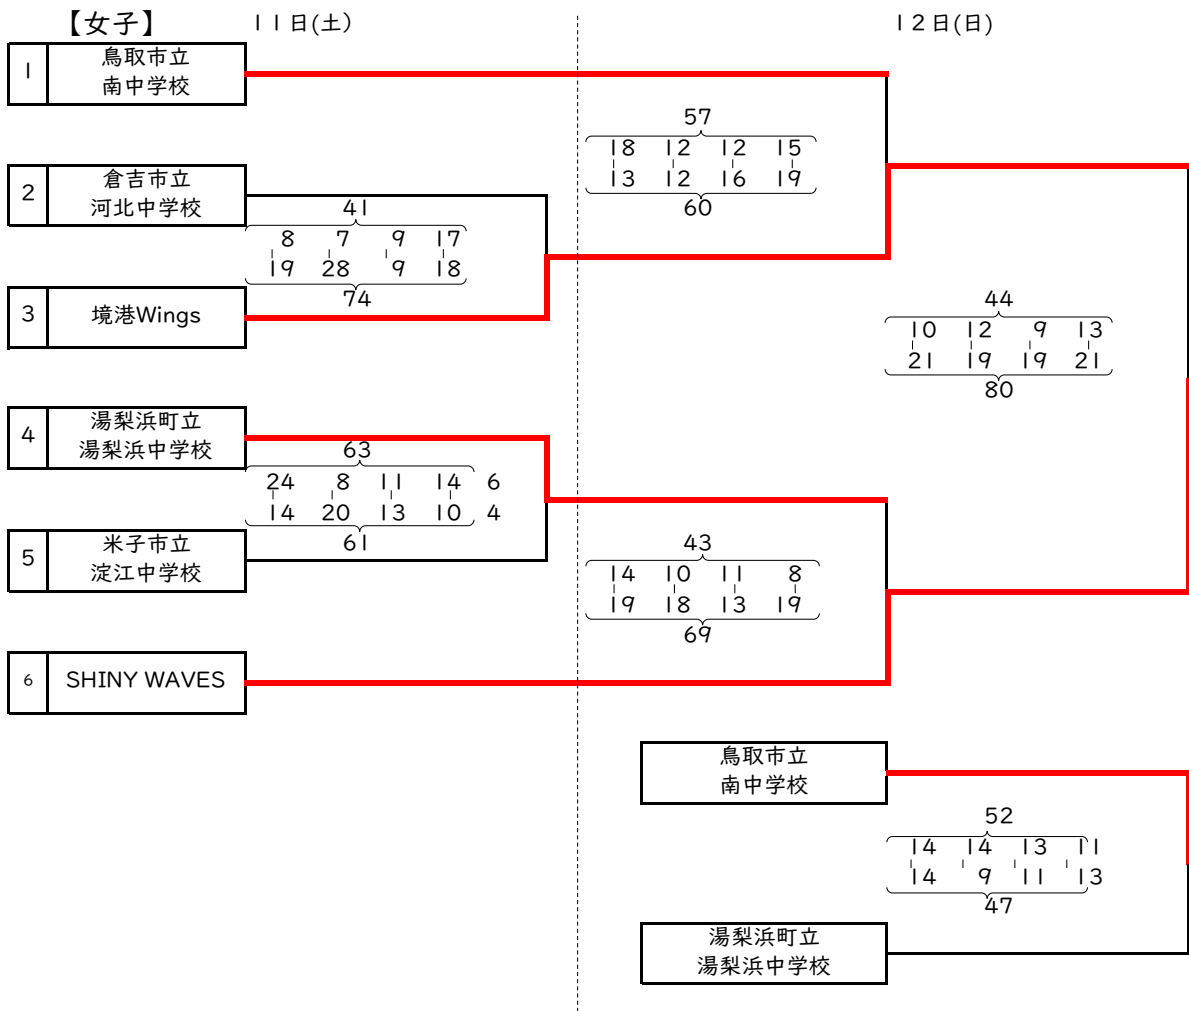 【女子】 11日(土) 12日(日)
1 鳥取市立
南中学校
57
18 12 12 15
13 12 16 19
60
2 倉吉市立
河北中学校
41
8 7 9 17
19 28 9 18
74
3 境港Wings
44
10 12 9 13
21 19 19 21
80
4 湯梨浜町立
湯梨浜中学校
63
24 8 11 14 6
14 20 13 10 4
61
5 米子市立
淀江中学校
43
14 10 11 8
19 18 13 19
69
6 SHINY WAVES
鳥取市立
南中学校
52
14 14 13 11
14 9 11 13
47
湯梨浜町立
湯梨浜中学校